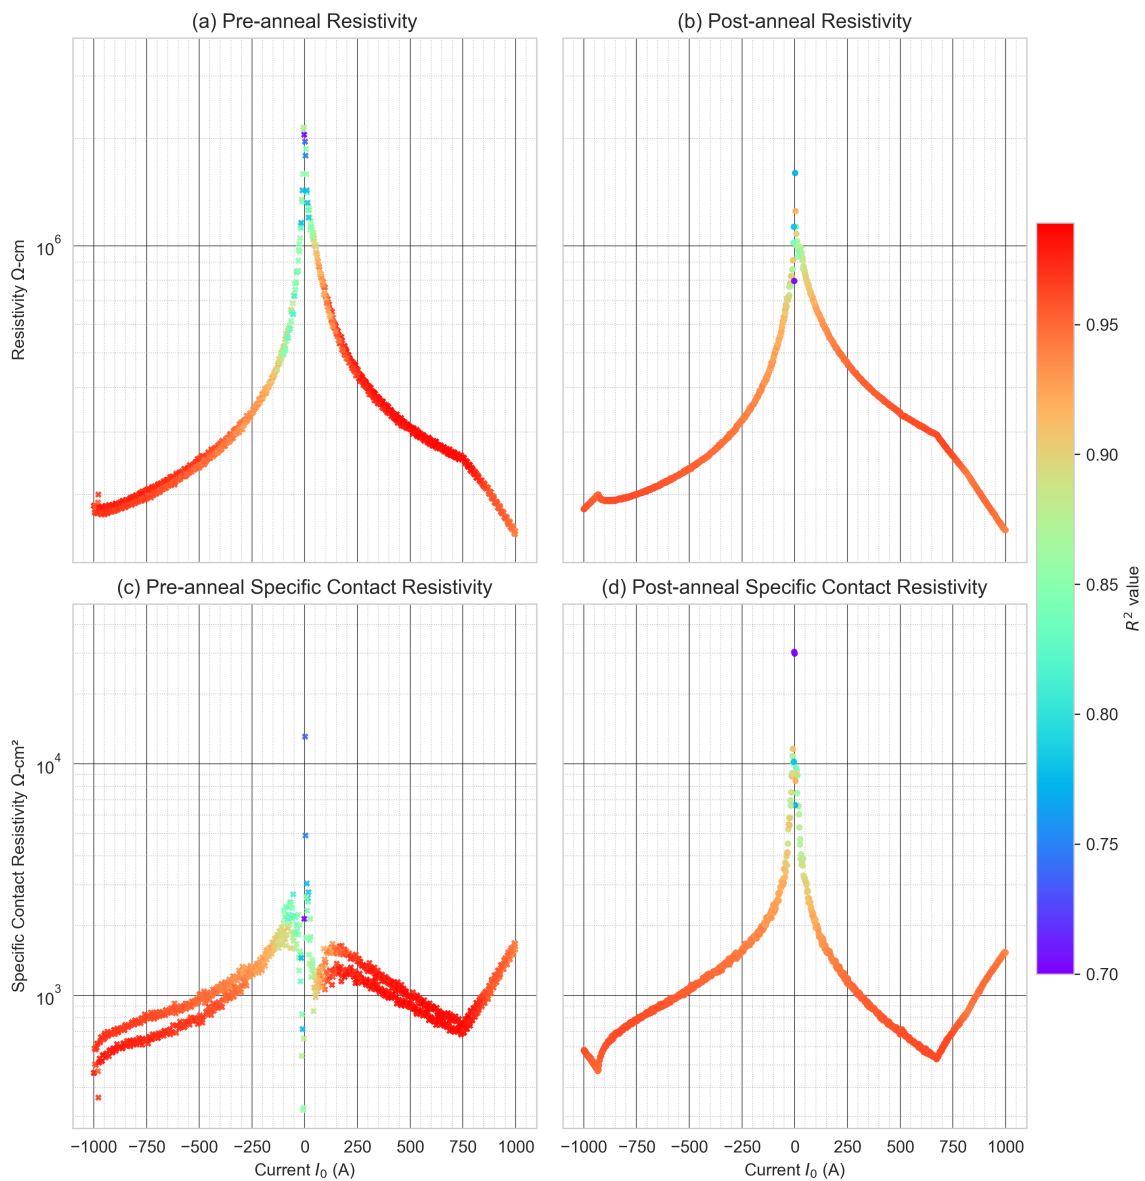 (a) Pre-anneal Resistivity
(b) Post-anneal Resistivity
Resistivity Ω-cm
10⁶
(c) Pre-anneal Specific Contact Resistivity
(d) Post-anneal Specific Contact Resistivity
Specific Contact Resistivity Ω-cm²
10⁴
10³
−1000 −750 −500 −250 0 250 500 750 1000
Current I₀ (A)
−1000 −750 −500 −250 0 250 500 750 1000
Current I₀ (A)
0.95
0.90
0.85
0.80
0.75
0.70
R² value